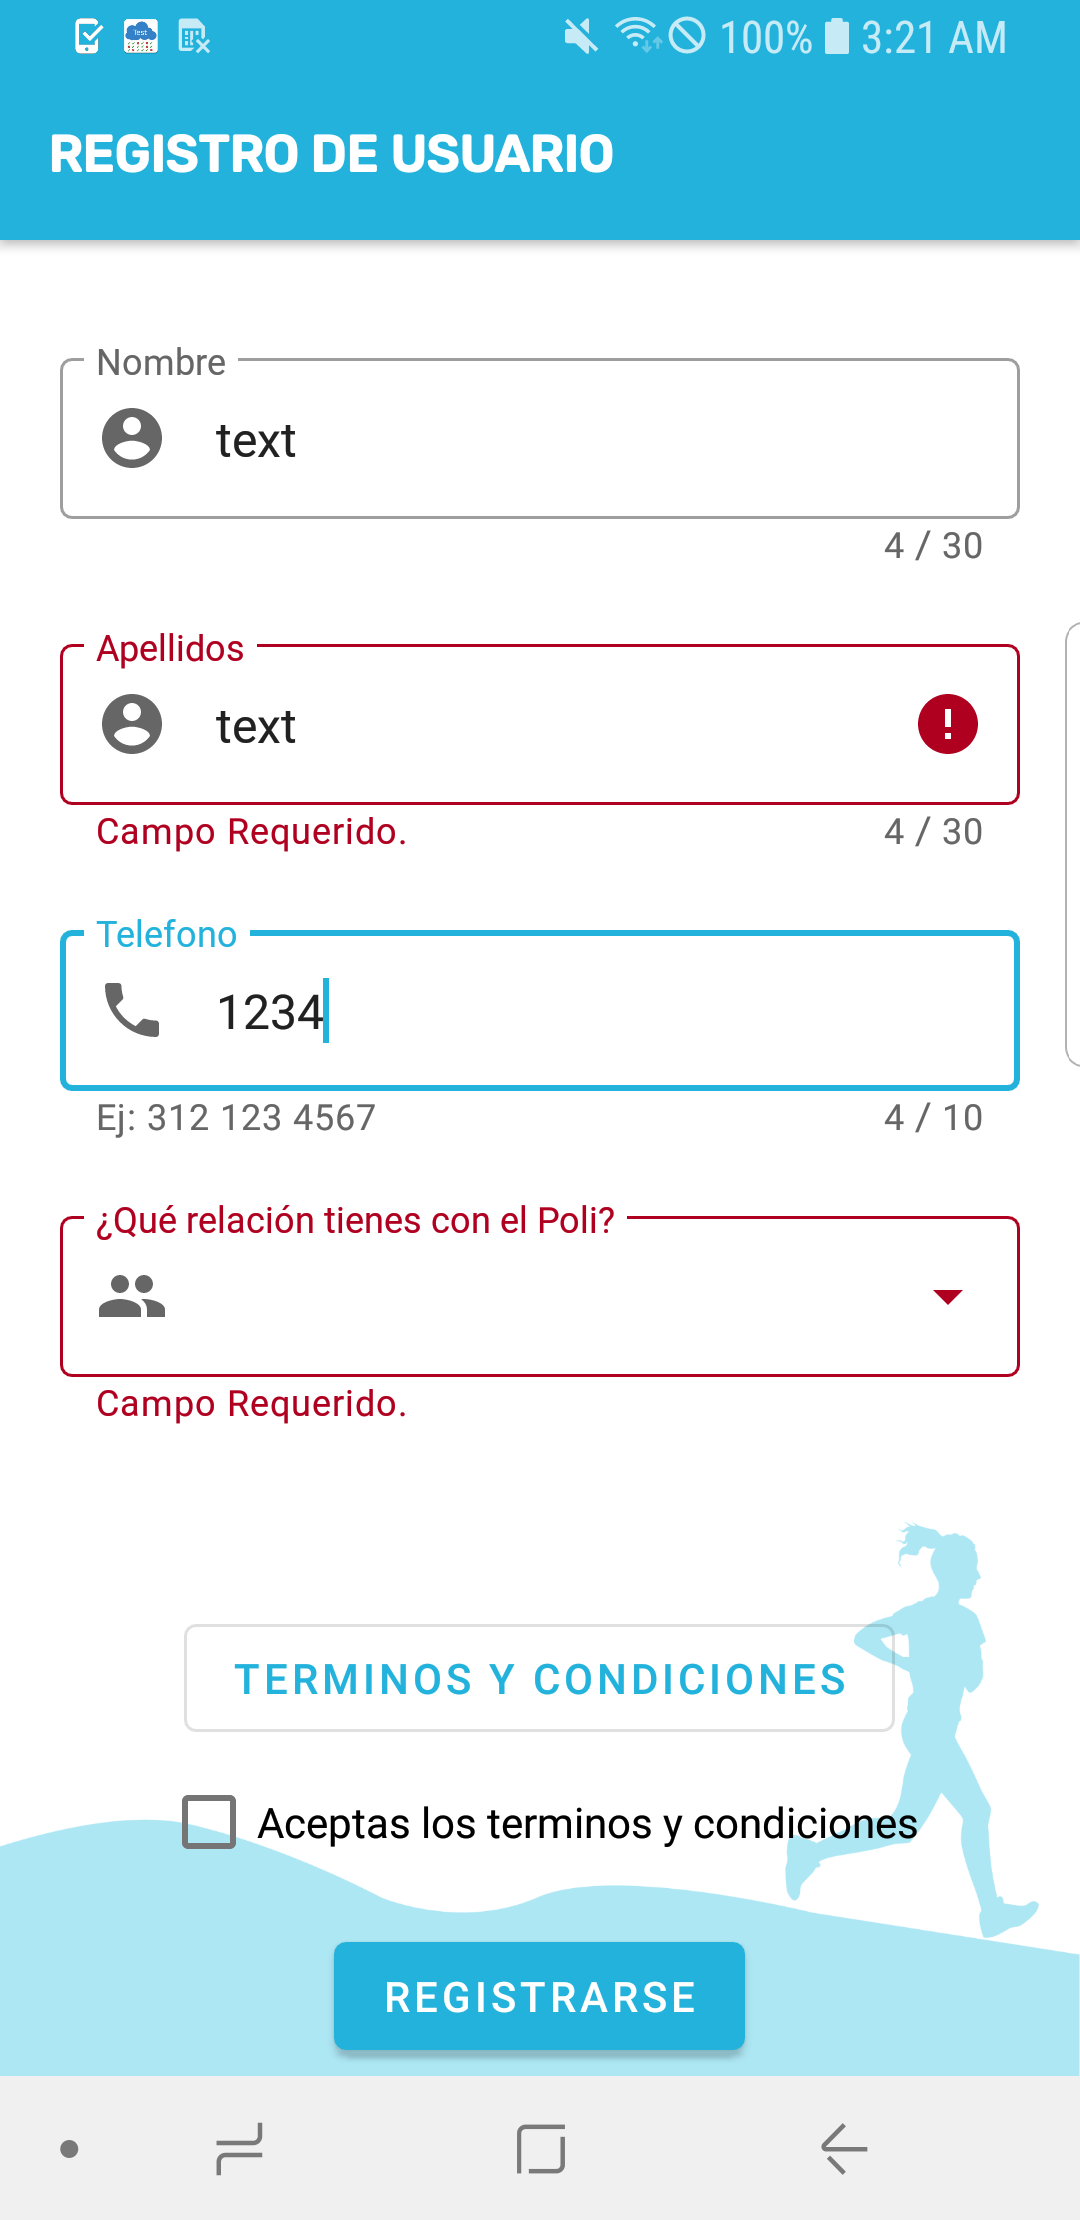 Test
100% 3:21 AM
REGISTRO DE USUARIO
Nombre
text
4 / 30
Apellidos
text
Campo Requerido.
4 / 30
Telefono
1234
Ej: 312 123 4567
4 / 10
¿Qué relación tienes con el Poli?
Campo Requerido.
TERMINOS Y CONDICIONES
Aceptas los terminos y condiciones
REGISTRARSE